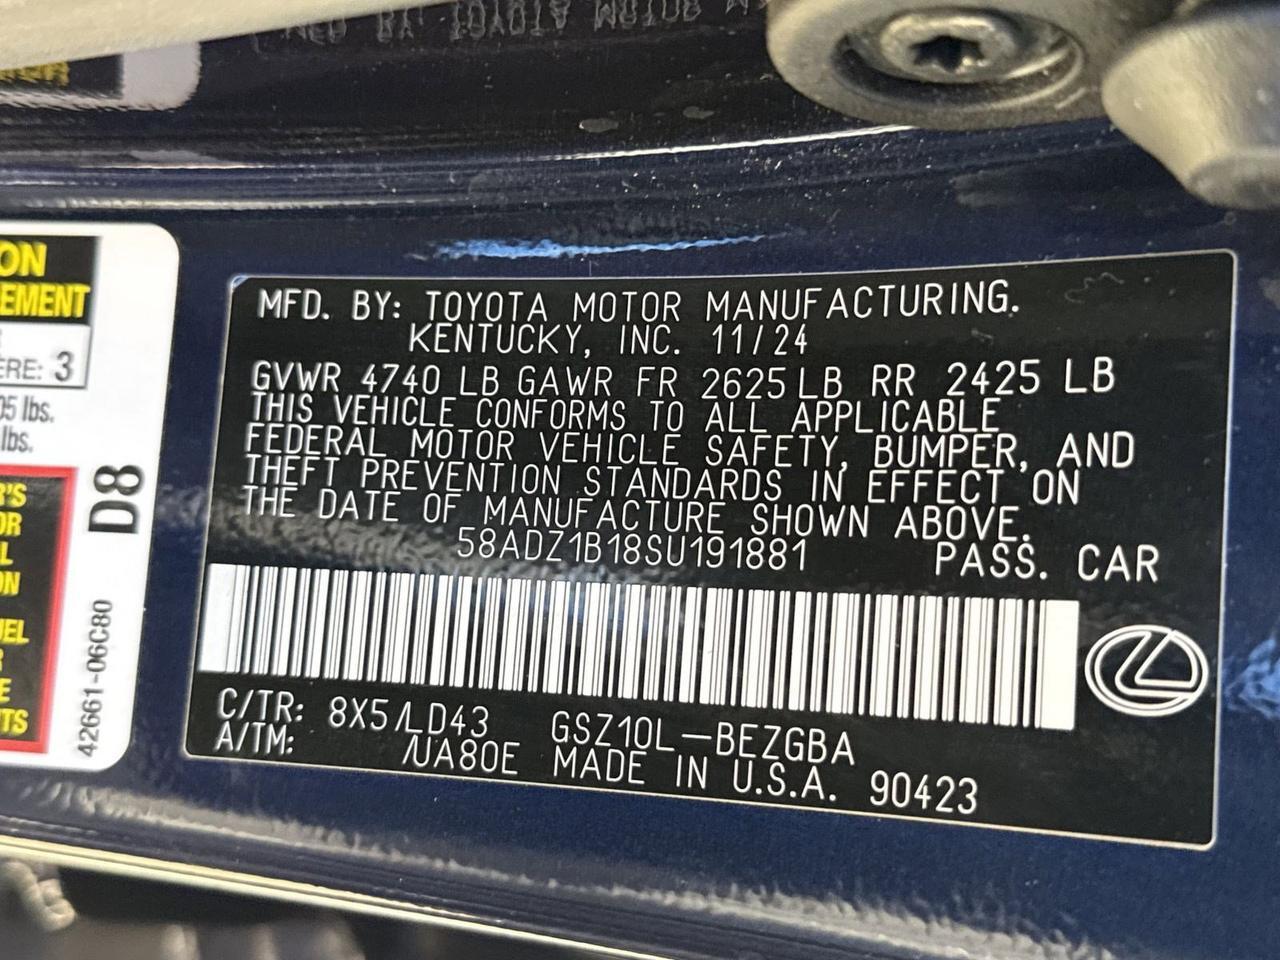 ON
EMENT
ERE: 3
05 lbs.
lbs.
D8
42661-06C80
MFD. BY: TOYOTA MOTOR MANUFACTURING.
KENTUCKY, INC. 11/24
GVWR 4740 LB GAWR FR 2625 LB RR 2425 LB
THIS VEHICLE CONFORMS TO ALL APPLICABLE
FEDERAL MOTOR VEHICLE SAFETY, BUMPER, AND
THEFT PREVENTION STANDARDS IN EFFECT ON
THE DATE OF MANUFACTURE SHOWN ABOVE.
58ADZ1B18SU191881 PASS. CAR
C/TR: 8X5/LD43 GSZ10L-BEZGBA
A/TM: /UA80E MADE IN U.S.A. 90423